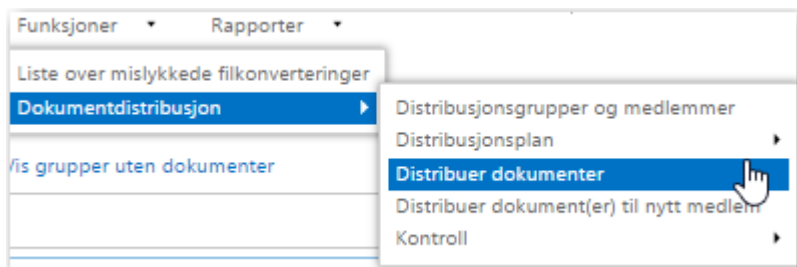 Funksjoner Rapporter
Liste over mislykkede filkonverteringer
Dokumentdistribusjon
Distribusjonsgrupper og medlemmer
Distribusjonsplan
Vis grupper uten dokumenter
Distribuer dokumenter
Distribuer dokument(er) til nytt medlem
Kontroll